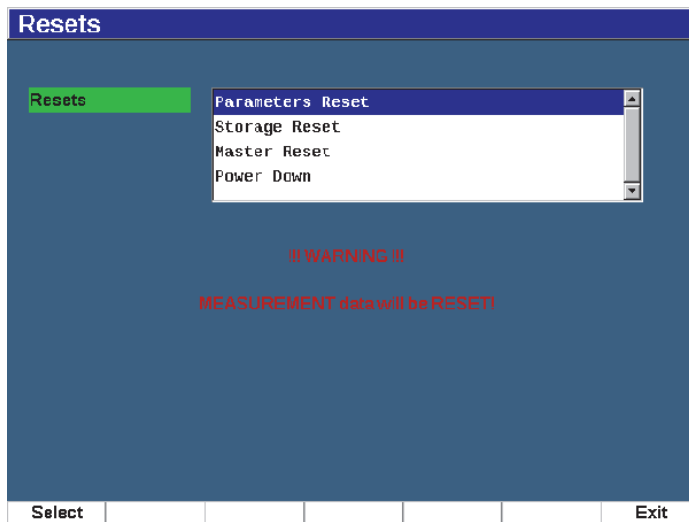 Resets
Resets
Parameters Reset
Storage Reset
Master Reset
Power Down
!!! WARNING !!!
MEASUREMENT data will be RESET!
Select
Exit